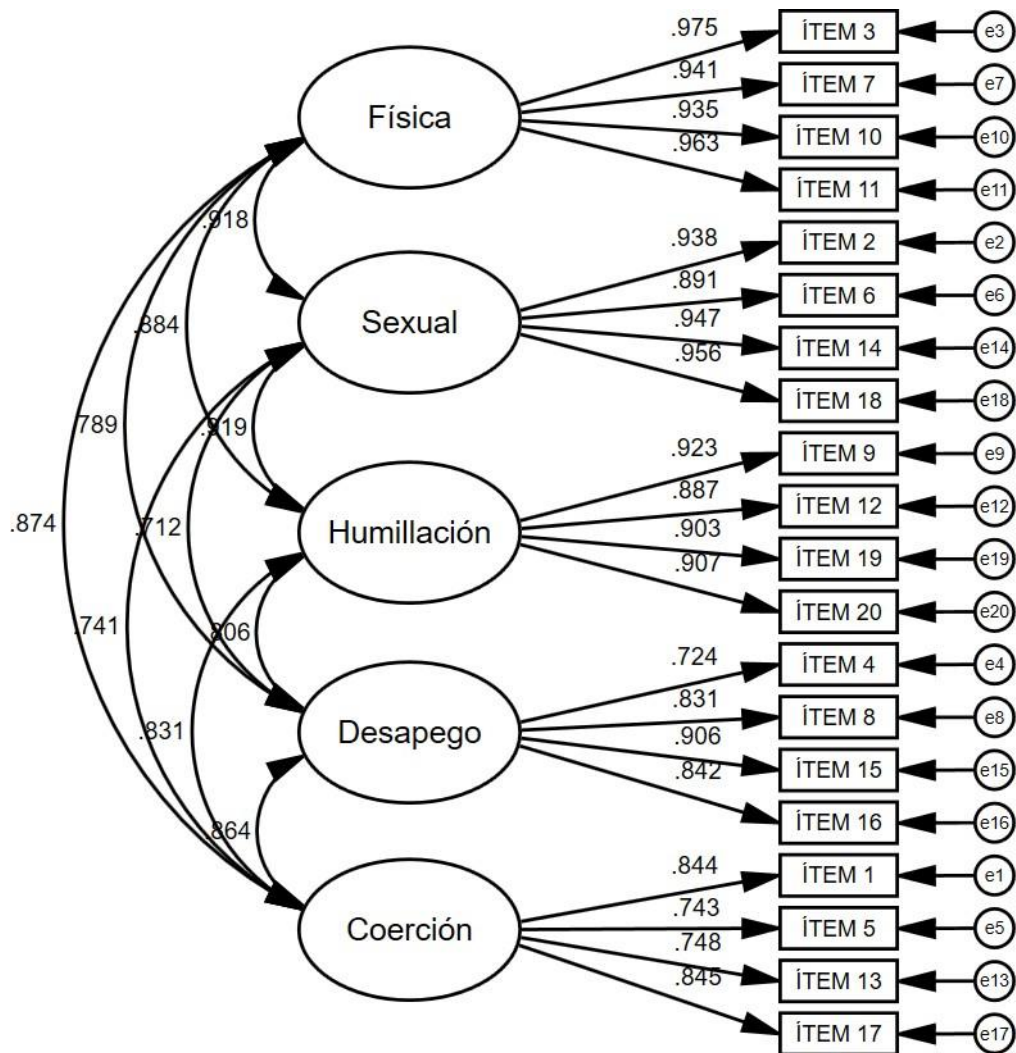 .975
ÍTEM 3
e3
.941
ÍTEM 7
e7
Física
.935
ÍTEM 10
e10
.963
ÍTEM 11
e11
.918
.938
ÍTEM 2
e2
.891
ÍTEM 6
e6
Sexual
.884
.947
ÍTEM 14
e14
.956
ÍTEM 18
e18
.789
.919
.923
ÍTEM 9
e9
.887
ÍTEM 12
e12
.874
.712
Humillación
.903
ÍTEM 19
e19
.907
ÍTEM 20
e20
.741
.806
.724
ÍTEM 4
e4
.831
ÍTEM 8
e8
.831
Desapego
.906
ÍTEM 15
e15
.842
ÍTEM 16
e16
.864
.844
ÍTEM 1
e1
.743
ÍTEM 5
e5
Coerción
.748
ÍTEM 13
e13
.845
ÍTEM 17
e17